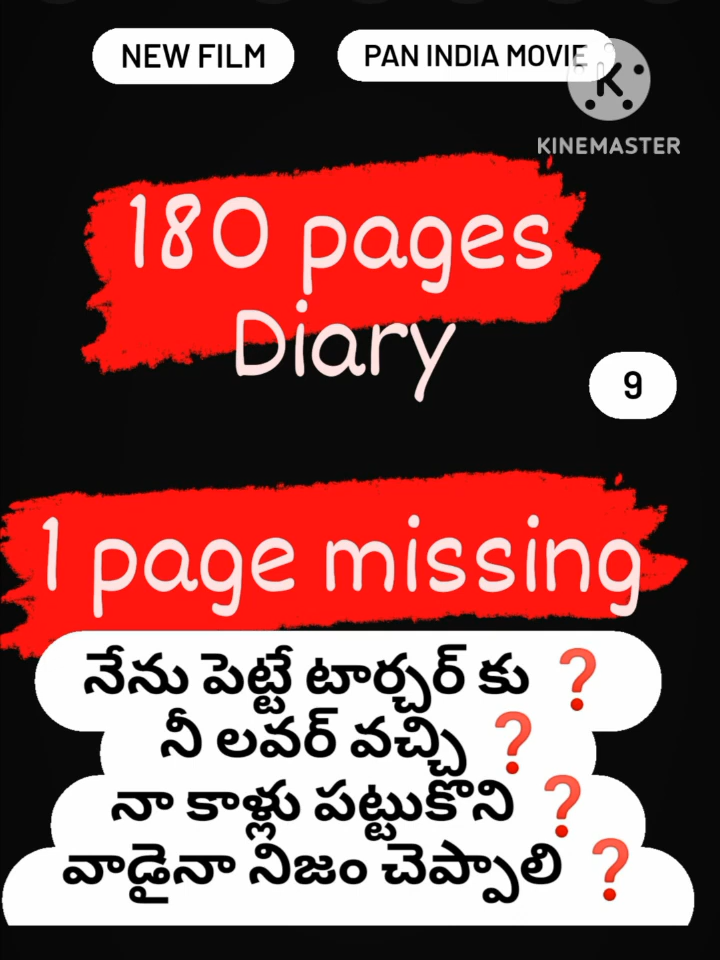 NEW FILM
PAN INDIA MOVIE
KINEMASTER
180 pages
Diary
9
1 page missing
నేను పెట్టే టార్చర్ కు ❓
నీ లవర్ వచ్చి ❓
నా కాళ్లు పట్టుకొని ❓
వాడైనా నిజం చెప్పాలి ❓